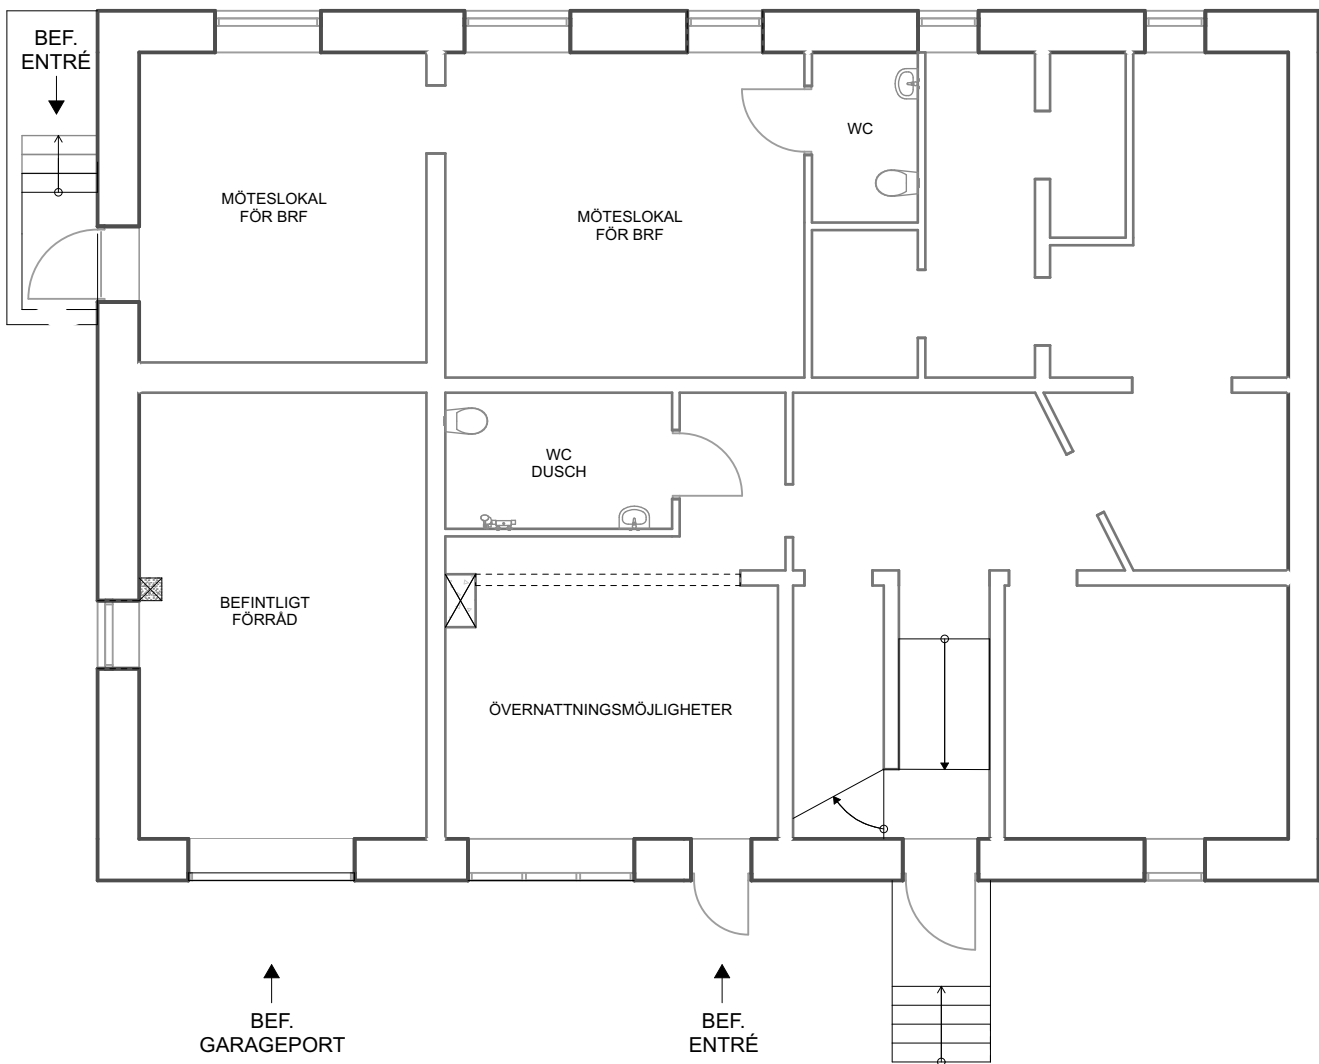 BEF.
ENTRÉ
MÖTESLOKAL
FÖR BRF
MÖTESLOKAL
FÖR BRF
WC
WC
DUSCH
BEFINTLIGT
FÖRRÅD
ÖVERNATTNINGSMÖJLIGHETER
BEF.
GARAGEPORT
BEF.
ENTRÉ